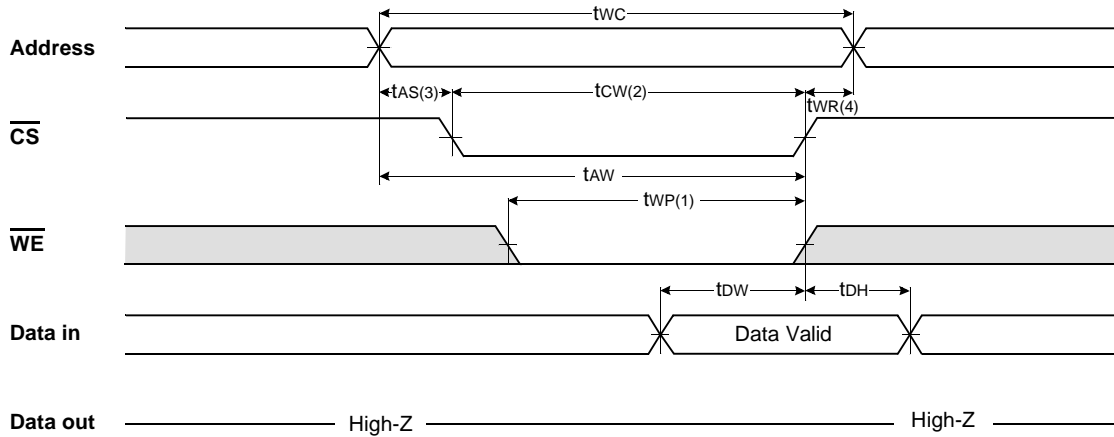 tWC
Address
tAS(3)
tCW(2)
tWR(4)
CS
tAW
tWP(1)
WE
tDW
tDH
Data in
Data Valid
Data out
High-Z
High-Z